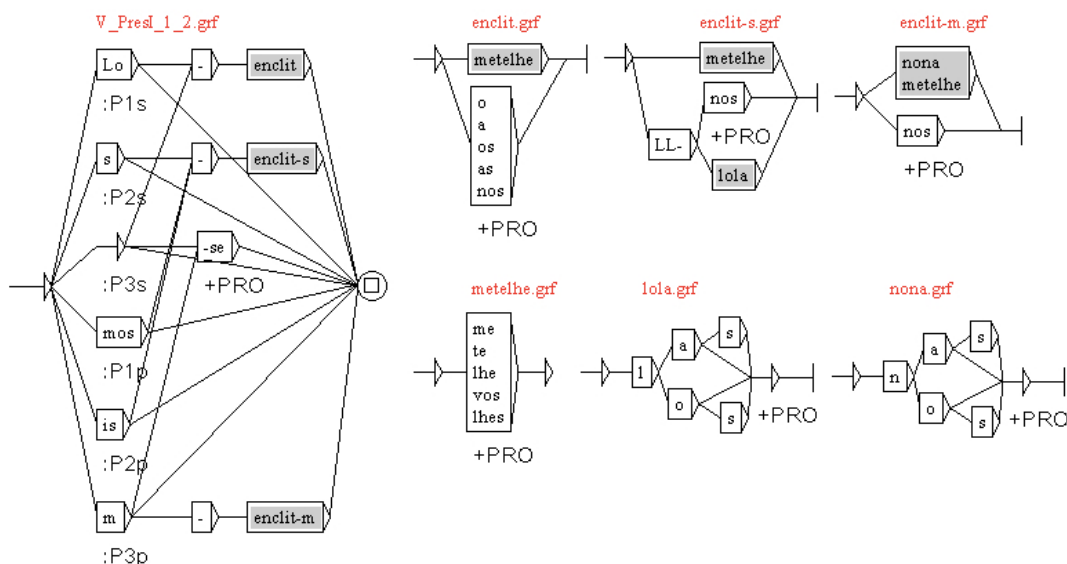 V_PresI_1_2.grf
Lo
-
enclit
:P1s
s
-
enclit-s
:P2s
-se
:P3s
+PRO
mos
:P1p
is
:P2p
m
-
enclit-m
:P3p
enclit.grf
metelhe
o
a
os
as
nos
+PRO
enclit-s.grf
metelhe
nos
+PRO
LL-
lola
enclit-m.grf
nona
metelhe
nos
+PRO
metelhe.grf
me
te
lhe
vos
lhes
+PRO
lola.grf
l
a
s
o
s
+PRO
nona.grf
n
a
s
o
s
+PRO